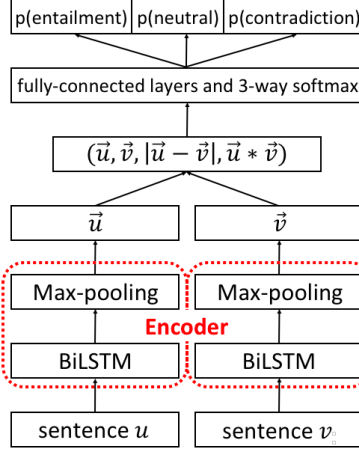 p(entailment) p(neutral) p(contradiction)
fully-connected layers and 3-way softmax
(u⃗, v⃗, |u⃗ − v⃗|, u⃗ ∗ v⃗)
u⃗ v⃗
Max-pooling Max-pooling
Encoder
BiLSTM BiLSTM
sentence u sentence v